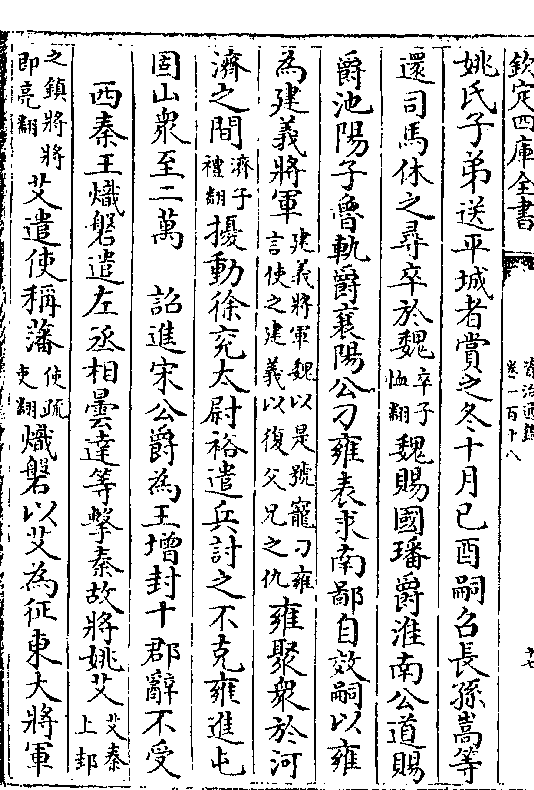 欽定四庫全書
資治通鑑
卷一百十八
十七
姚氏子弟送平城者賞之冬十月已酉嗣召長孫嵩等
還司馬休之尋卒於魏卒子恤翻魏賜國璠爵淮南公道賜
爵池陽子魯軌爵襄陽公刁雍表求南鄙自效嗣以雍
為建義將軍建義將軍魏以是號寵刁雍言使之建義以復父兄之仇雍聚衆於河
濟之間濟子禮翻擾動徐兖太尉裕遣兵討之不克雍進屯
固山衆至二萬 詔進宋公爵為王增封十郡辭不受
西秦王熾磐遣左丞相曇達等擊秦故將姚艾艾秦上邽
之鎮將將即亮翻艾遣使稱藩使疏吏翻熾磐以艾為征東大將軍